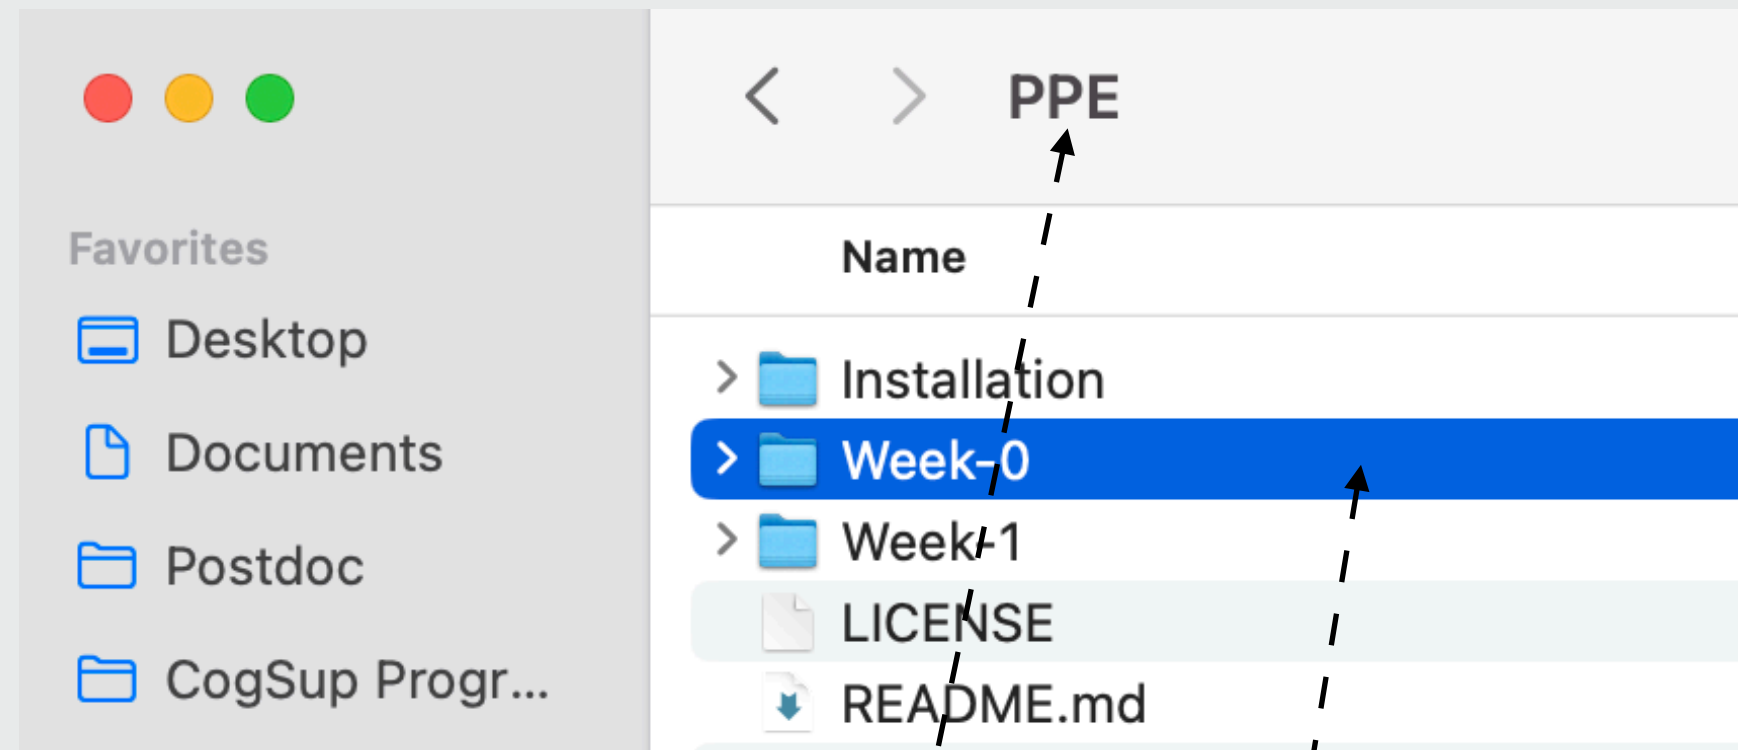 PPE
Favorites
Desktop
Documents
Postdoc
CogSup Progr...
Name
Installation
Week-0
Week-1
LICENSE
README.md